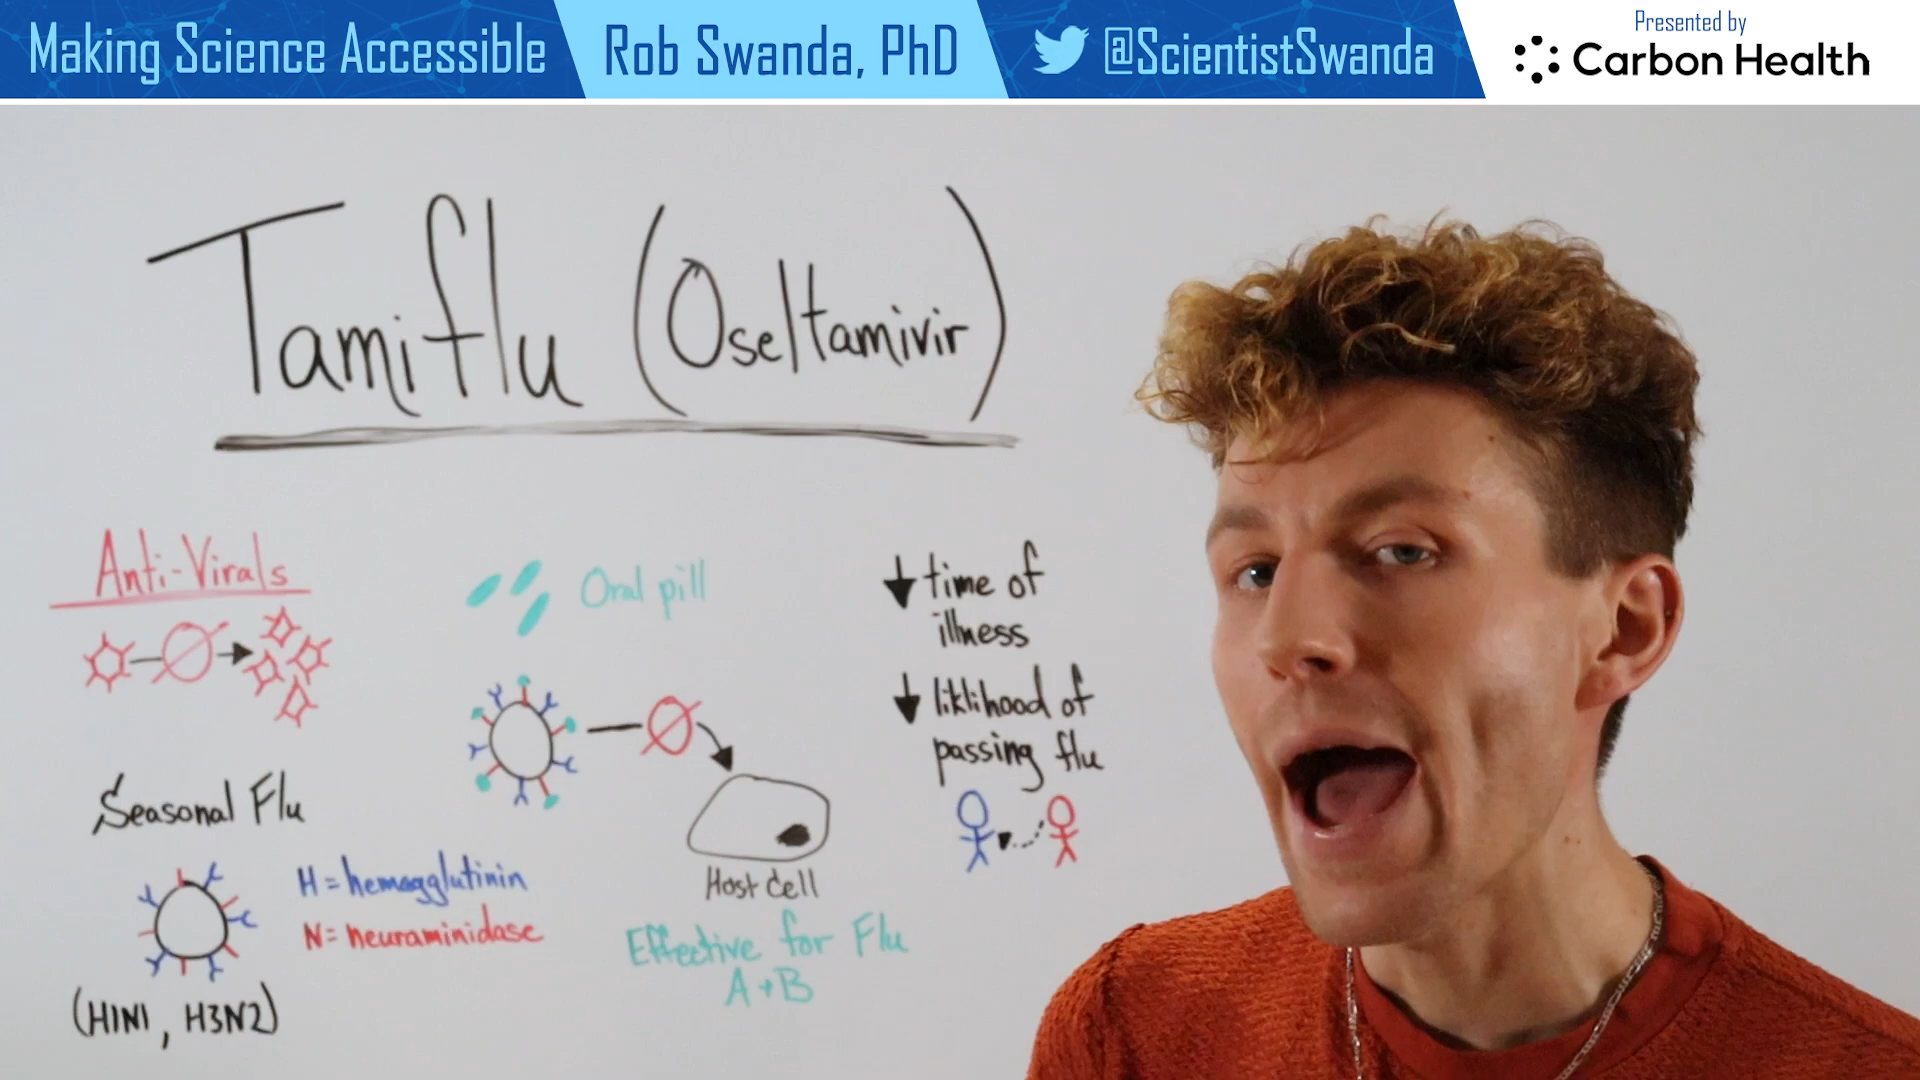 Making Science Accessible
Rob Swanda, PhD
@ScientistSwanda
Presented by
Carbon Health
Tamiflu (Oseltamivir)
Anti-Virals
Oral pill
↓ time of
illness
↓ liklihood of
passing flu
Seasonal Flu
H = hemagglutinin
N = neuraminidase
(H1N1, H3N2)
Host Cell
Effective for Flu
A + B